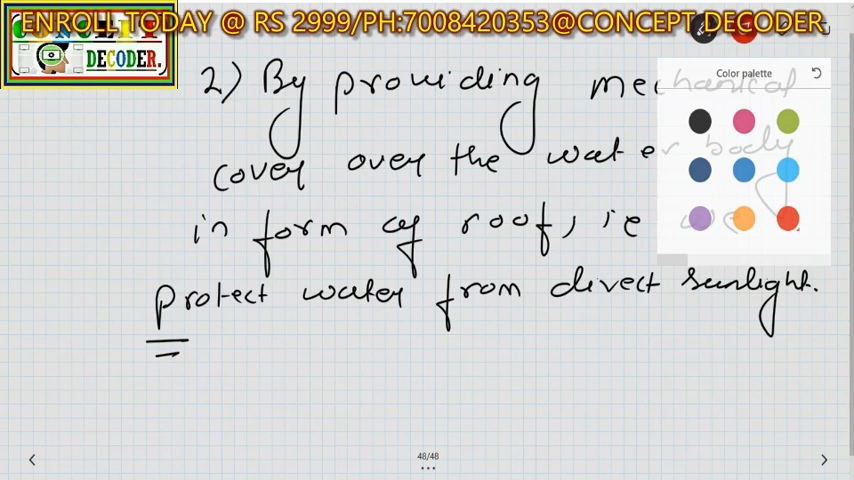 ENROLL TODAY @ RS 2999/PH:7008420353@CONCEPT DECODER
DECODER.
2) By providing mechanical
Color palette
cover over the water body
in form of roof, ie we
protect water from direct sunlight.
48/48